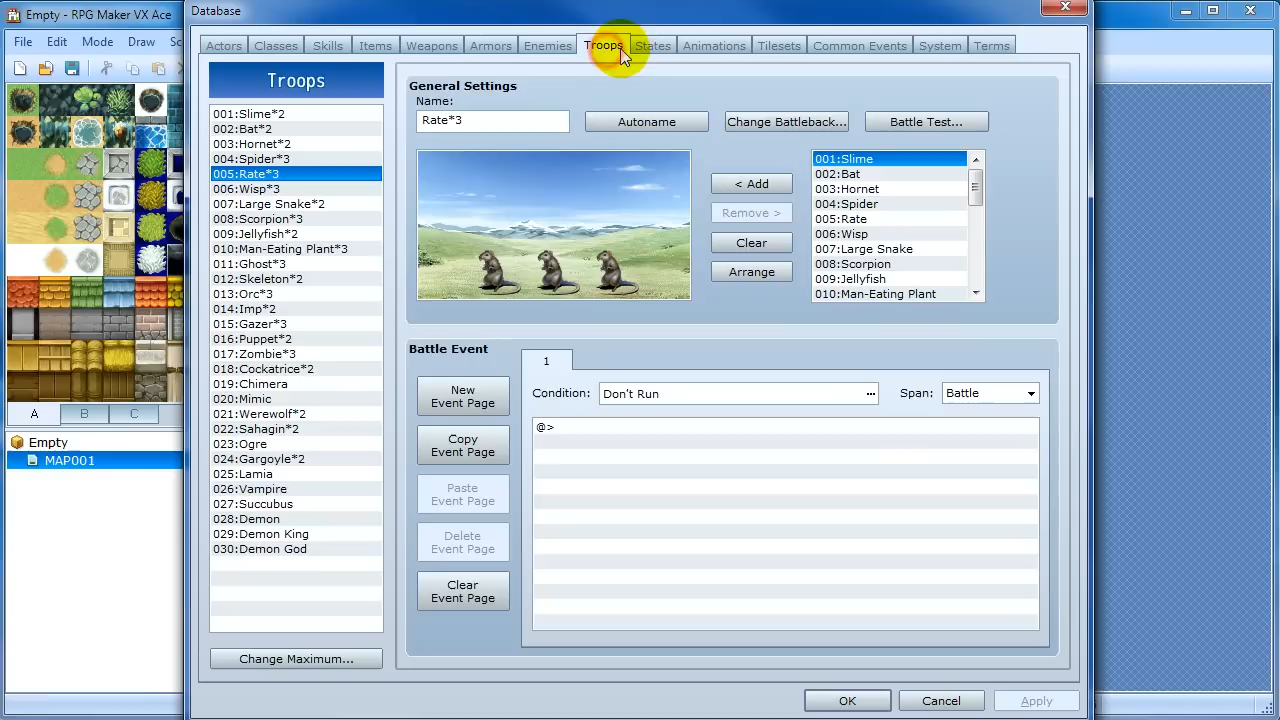 Empty - RPG Maker VX Ace
File Edit Mode Draw Sc
A B C
Empty
MAP001
Database
Actors Classes Skills Items Weapons Armors Enemies Troops States Animations Tilesets Common Events System Terms
Troops
001:Slime*2
002:Bat*2
003:Hornet*2
004:Spider*3
005:Rate*3
006:Wisp*3
007:Large Snake*2
008:Scorpion*3
009:Jellyfish*2
010:Man-Eating Plant*3
011:Ghost*3
012:Skeleton*2
013:Orc*3
014:Imp*2
015:Gazer*3
016:Puppet*2
017:Zombie*3
018:Cockatrice*2
019:Chimera
020:Mimic
021:Werewolf*2
022:Sahagin*2
023:Ogre
024:Gargoyle*2
025:Lamia
026:Vampire
027:Succubus
028:Demon
029:Demon King
030:Demon God
Change Maximum...
General Settings
Name:
Rate*3
Autoname
Change Battleback...
Battle Test...
< Add
Remove >
Clear
Arrange
001:Slime
002:Bat
003:Hornet
004:Spider
005:Rate
006:Wisp
007:Large Snake
008:Scorpion
009:Jellyfish
010:Man-Eating Plant
Battle Event
1
New
Event Page
Copy
Event Page
Paste
Event Page
Delete
Event Page
Clear
Event Page
Condition: Don't Run ... Span: Battle
@>
OK Cancel Apply